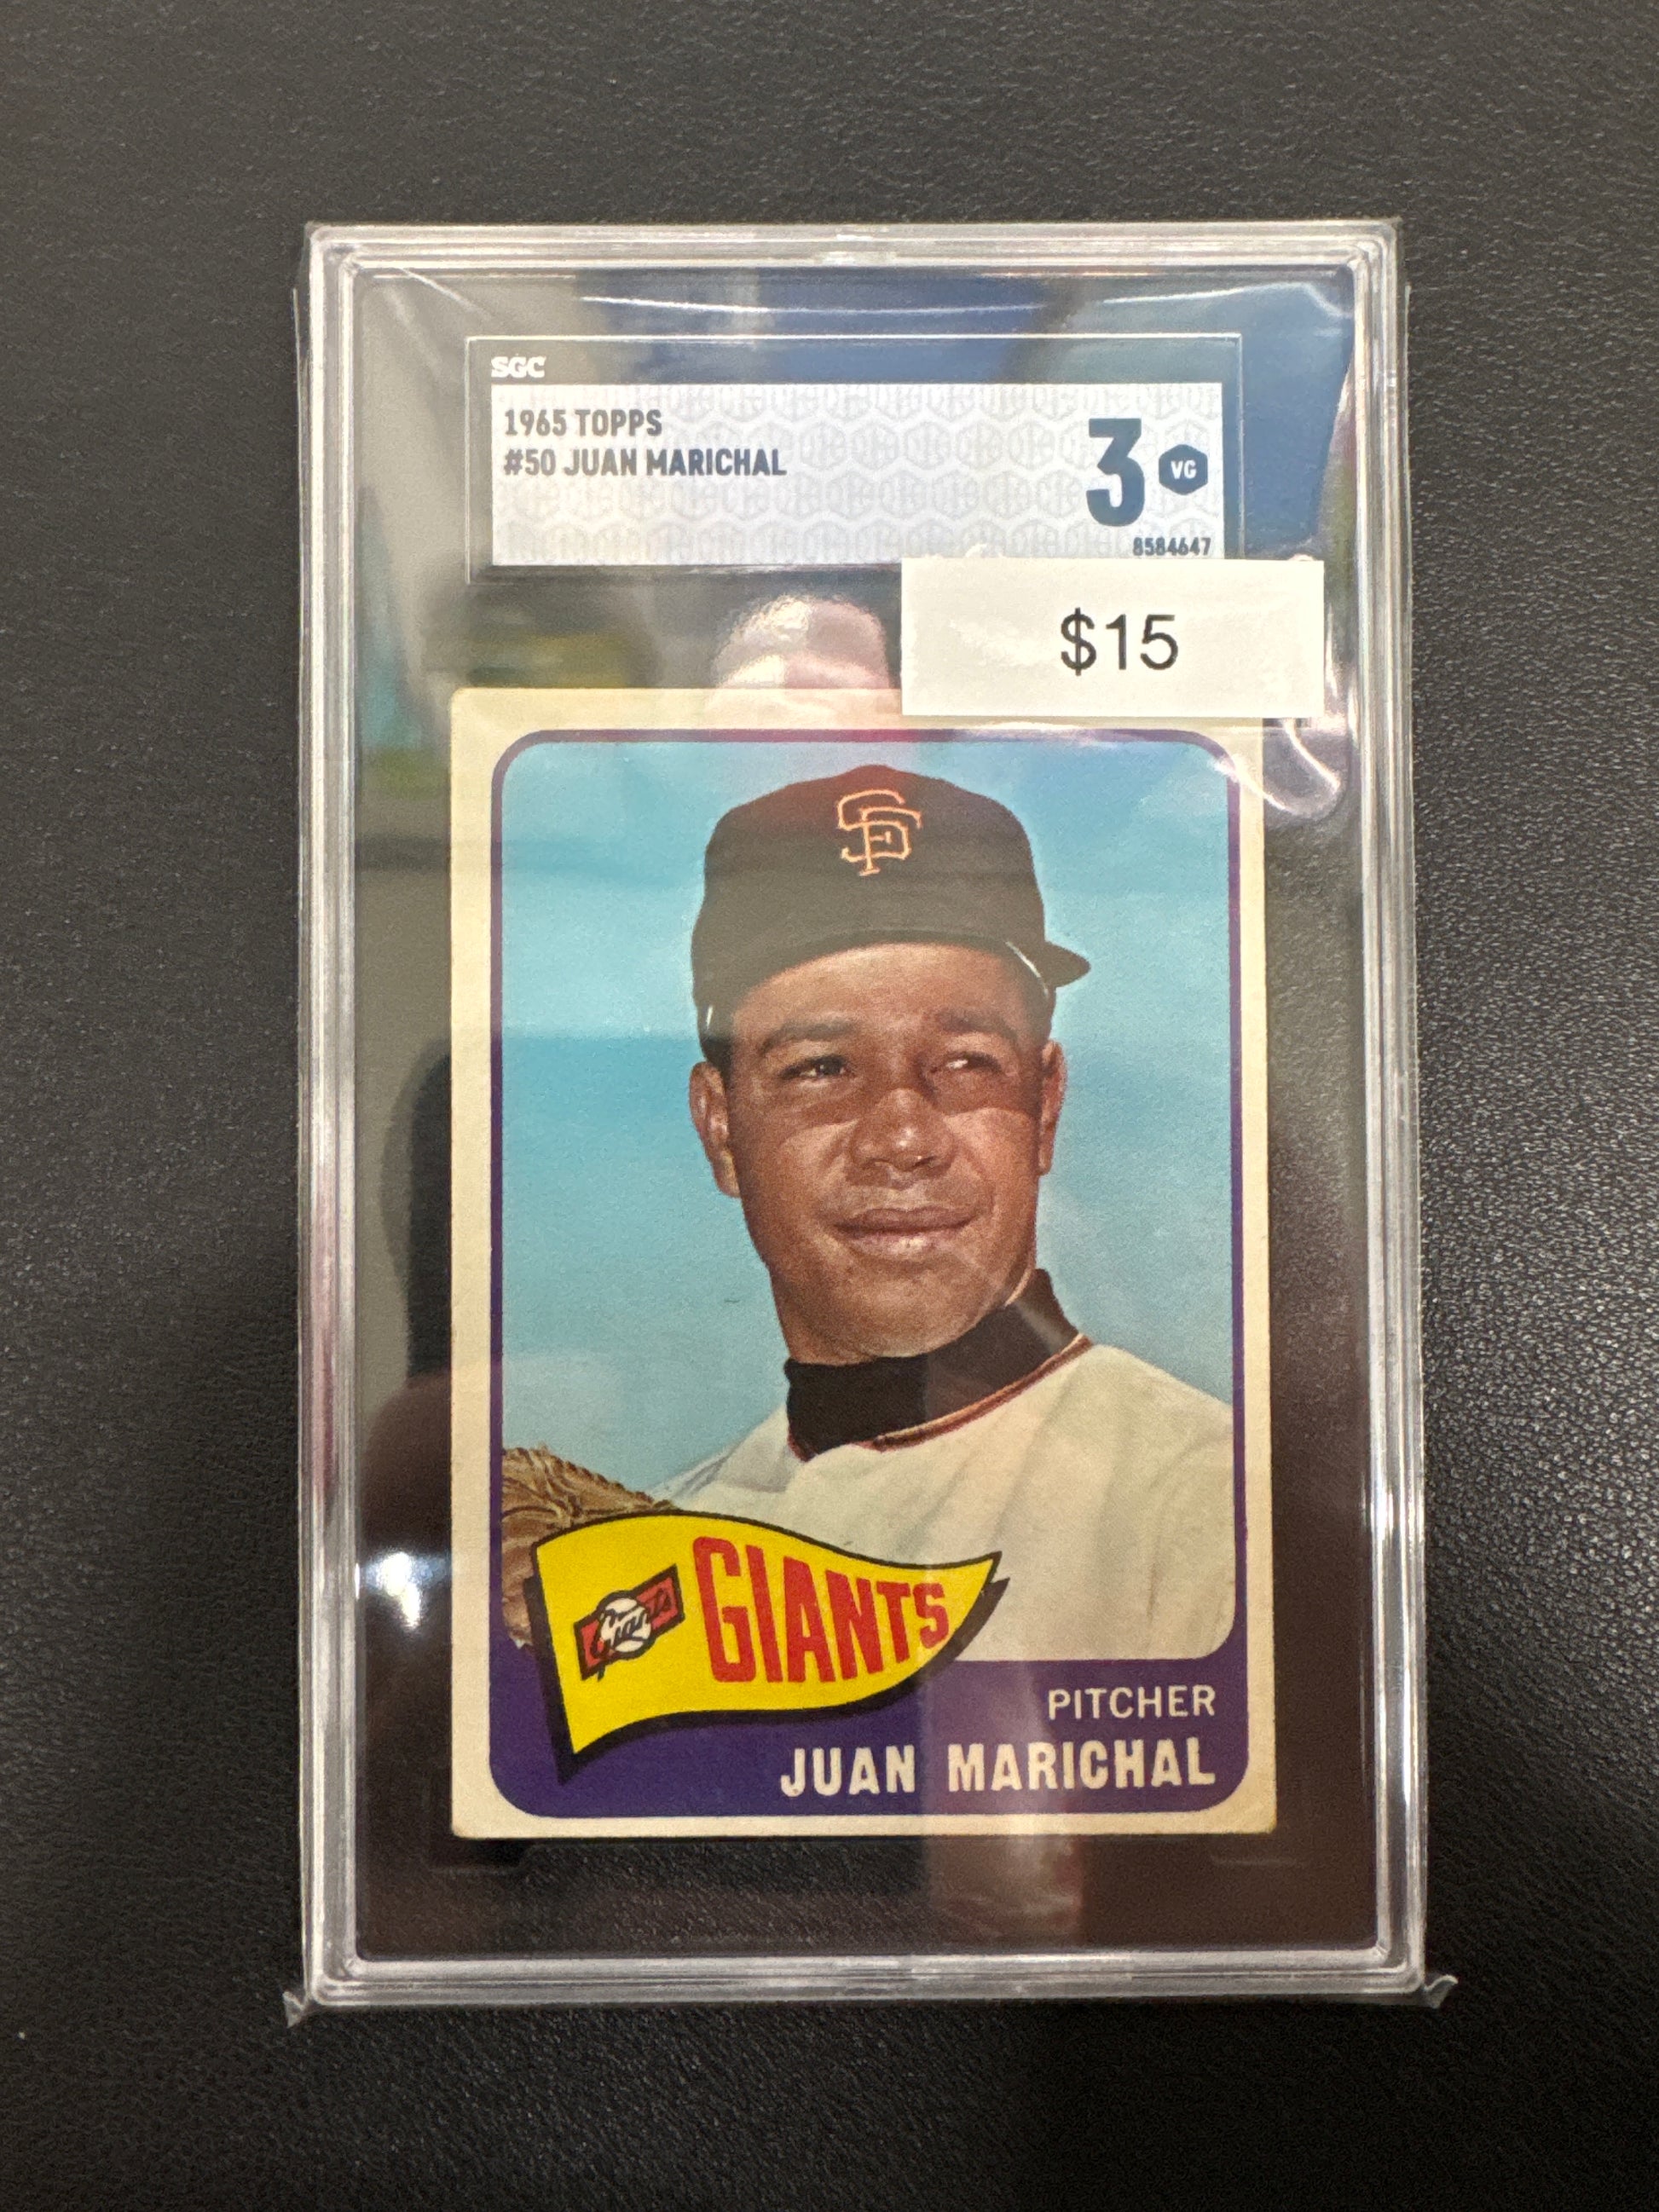 SGC
1965 TOPPS
#50 JUAN MARICHAL
3 VG
8584647
$15
SF
Giants
GIANTS
PITCHER
JUAN MARICHAL